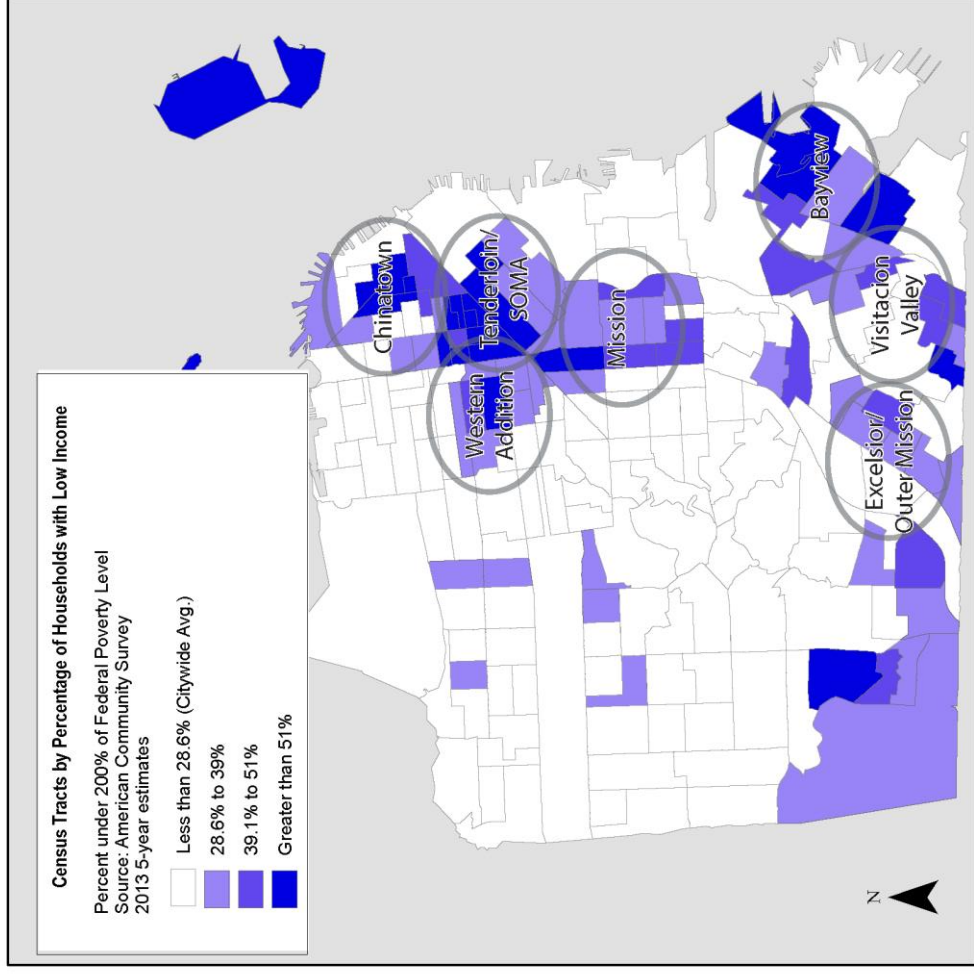 Census Tracts by Percentage of Households with Low Income
Percent under 200% of Federal Poverty Level
Source: American Community Survey
2013 5-year estimates
Less than 28.6% (Citywide Avg.)
28.6% to 39%
39.1% to 51%
Greater than 51%
Chinatown
Tenderloin/
SOMA
Western
Addition
Mission
Bayview
Visitacion
Valley
Excelsior/
Outer Mission
N